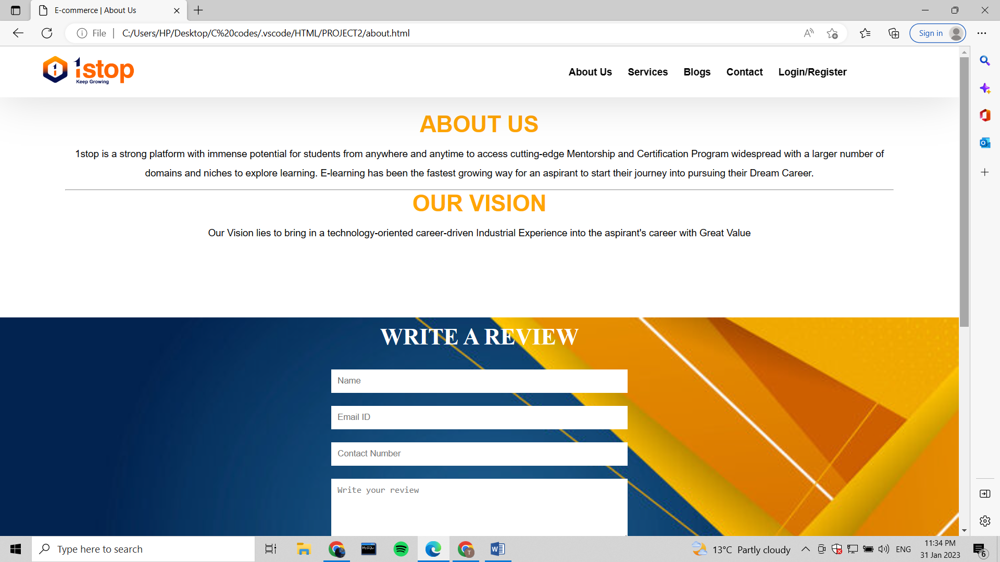 E-commerce | About Us
File
C:/Users/HP/Desktop/C%20codes/.vscode/HTML/PROJECT2/about.html
Sign in
1stop
Keep Growing
About Us Services Blogs Contact Login/Register
ABOUT US
1stop is a strong platform with immense potential for students from anywhere and anytime to access cutting-edge Mentorship and Certification Program widespread with a larger number of
domains and niches to explore learning. E-learning has been the fastest growing way for an aspirant to start their journey into pursuing their Dream Career.
OUR VISION
Our Vision lies to bring in a technology-oriented career-driven Industrial Experience into the aspirant's career with Great Value
WRITE A REVIEW
Name
Email ID
Contact Number
Write your review
Type here to search
MySQL
T
13°C Partly cloudy
ENG
11:34 PM
31 Jan 2023
6